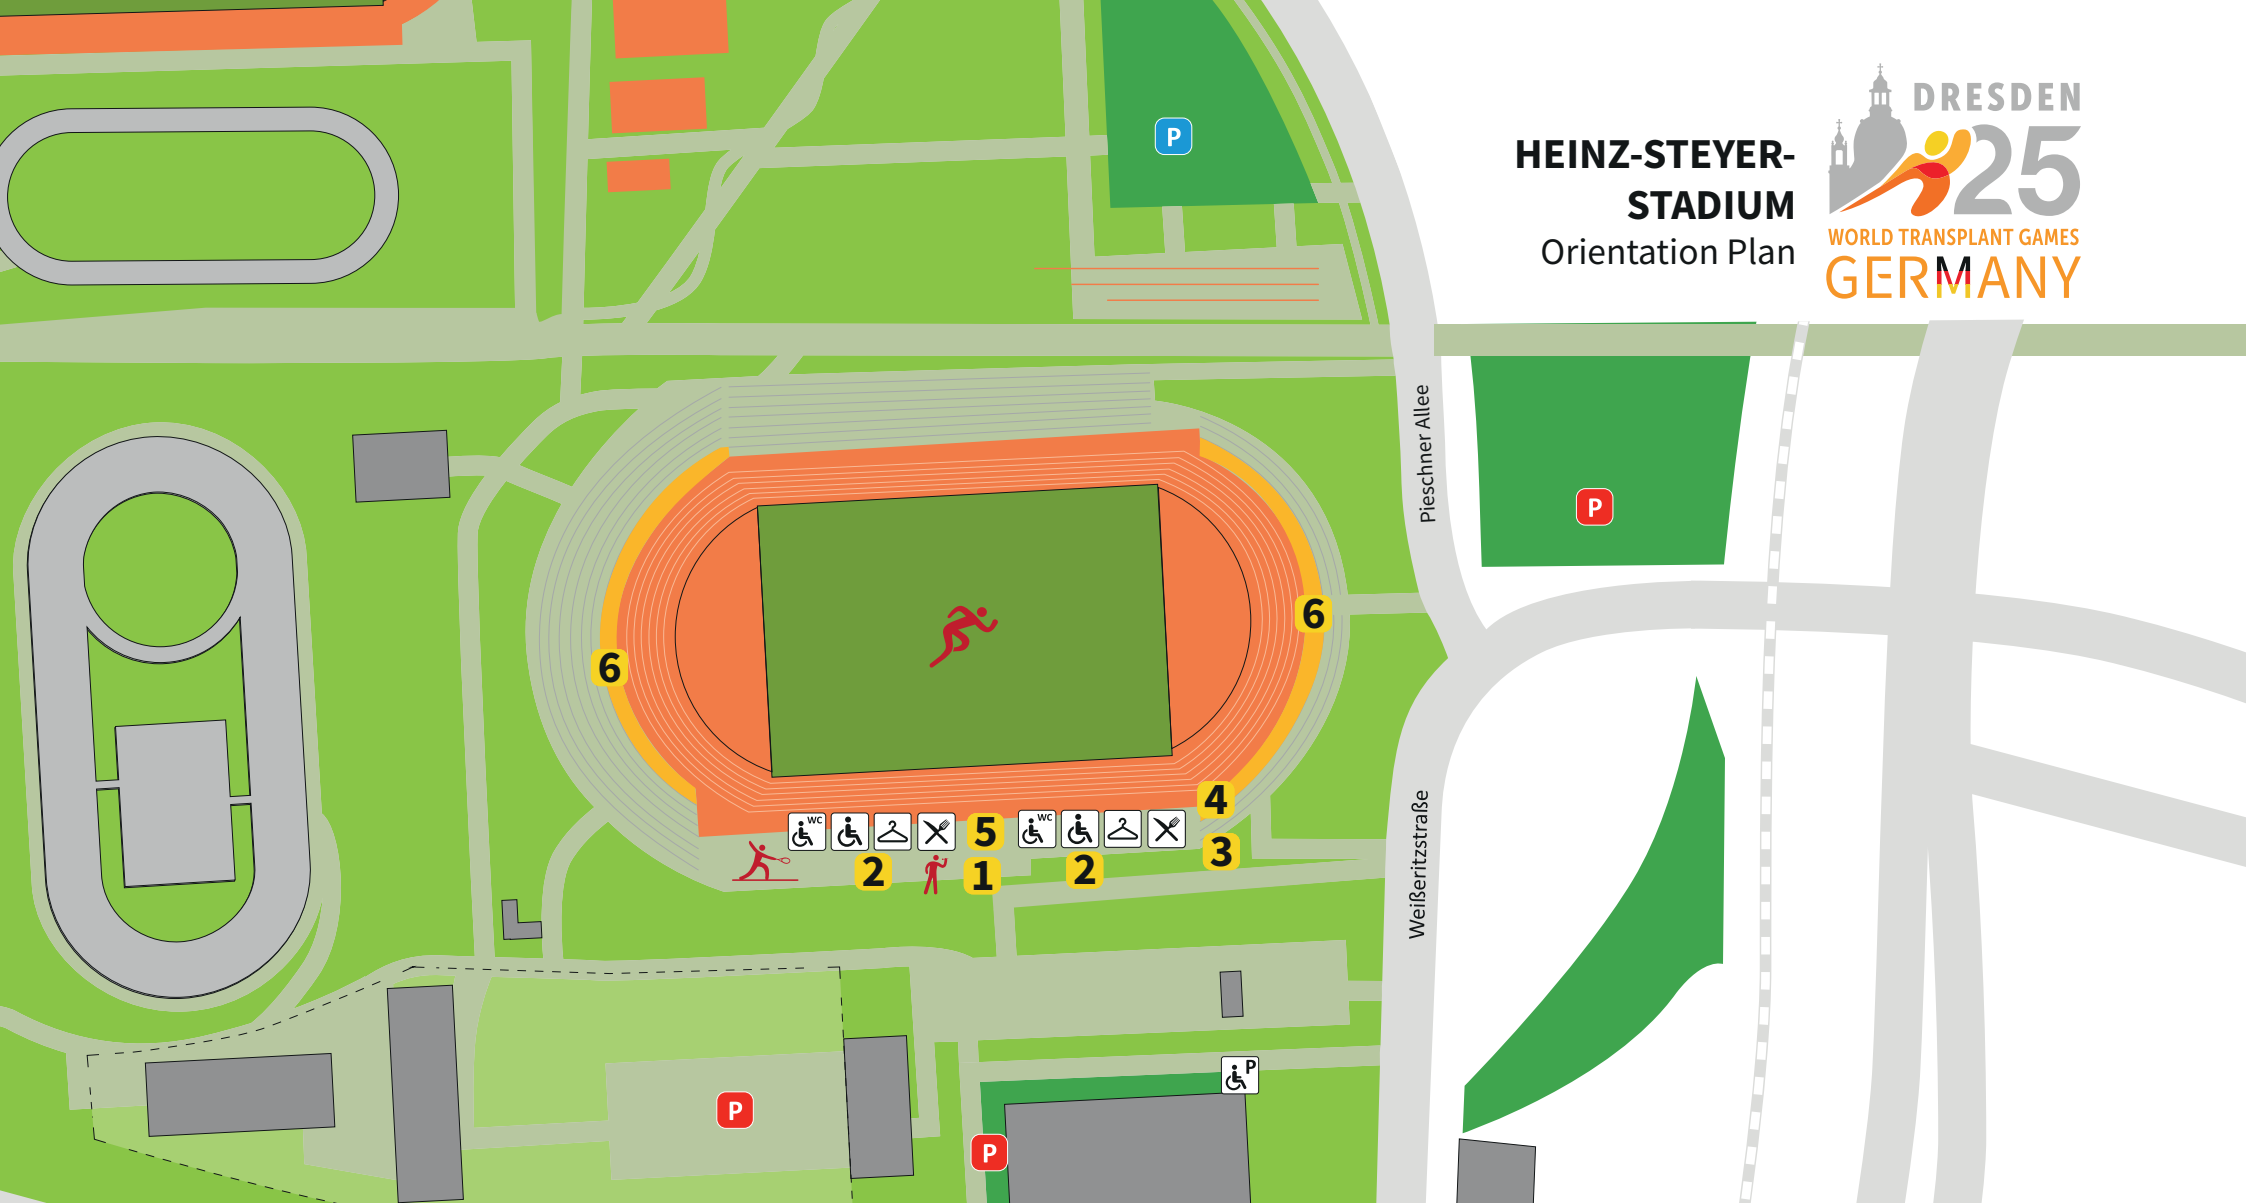 DRESDEN
25
WORLD TRANSPLANT GAMES
GERMANY
HEINZ-STEYER-
STADIUM
Orientation Plan
P
Pieschner Allee
P
6
6
4
WC
5
WC
3
2
1
2
Weißeritzstraße
P
P
P